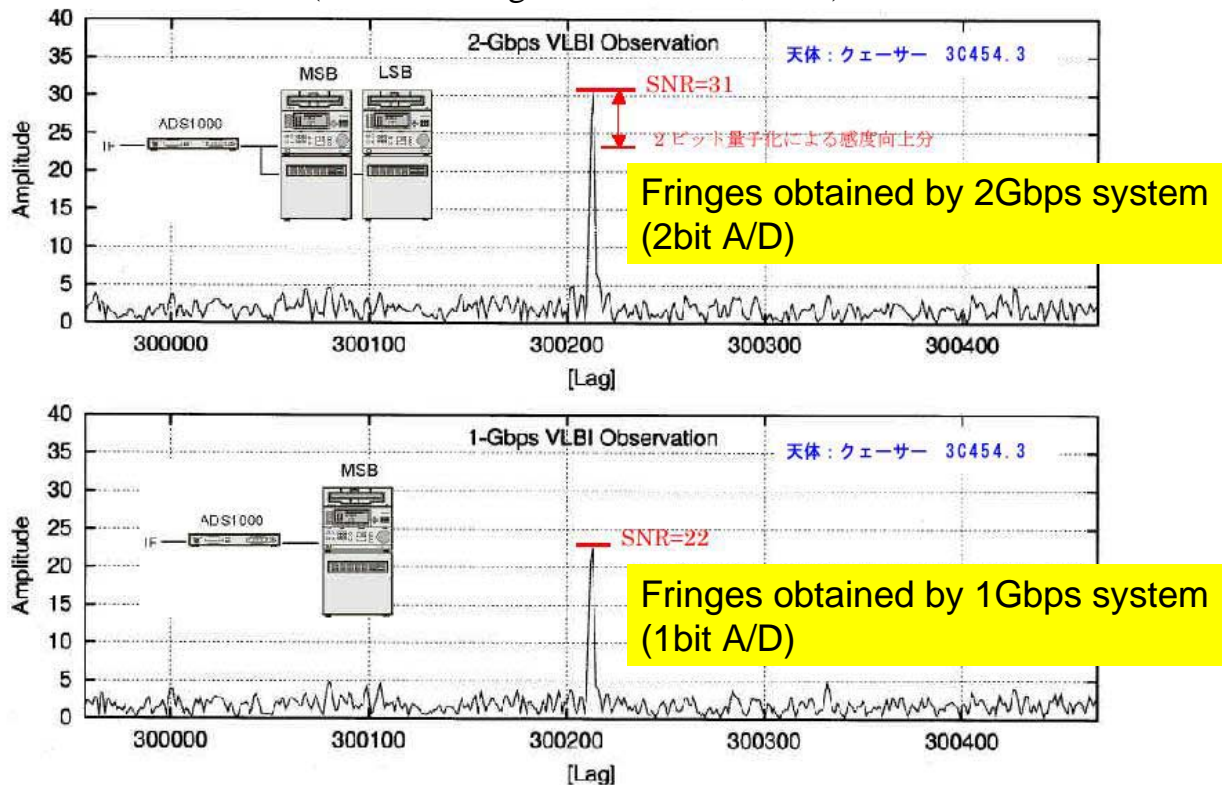 40
2-Gbps VLBI Observation
天体：クェーサー 3C454.3
35
MSB LSB
30
SNR=31
ADS1000
25
IF
２ビット量子化による感度向上分
20
Amplitude
Fringes obtained by 2Gbps system
(2bit A/D)
15
10
5
0
300000 300100 300200 300300 300400
[Lag]
40
1-Gbps VLBI Observation
天体：クェーサー 3C454.3
35
MSB
30
ADS1000
25
SNR=22
IF
20
Amplitude
Fringes obtained by 1Gbps system
(1bit A/D)
15
10
5
0
300000 300100 300200 300300 300400
[Lag]